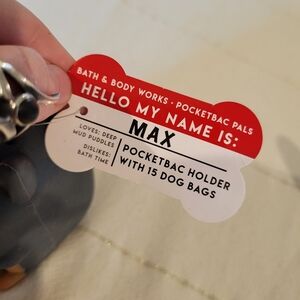 BATH & BODY WORKS • POCKETBAC PALS
HELLO MY NAME IS:
MAX
LOVES: DEEP
MUD PUDDLES
DISLIKES:
BATH TIME
POCKETBAC HOLDER
WITH 15 DOG BAGS